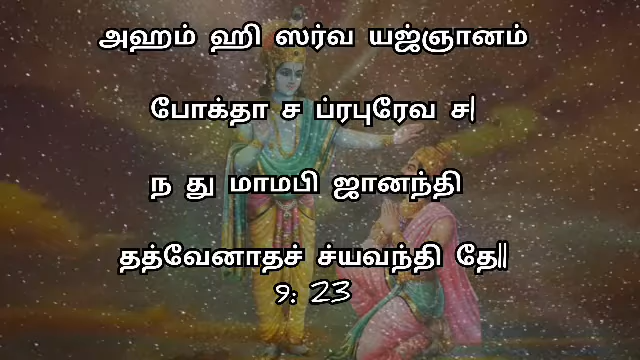 அஹம் ஹி ஸர்வ யஜ்ஞானம்
போக்தா ச ப்ரபுரேவ ச|
ந து மாமபி ஜானந்தி
தத்வேனாதச் ச்யவந்தி தே||
9: 23